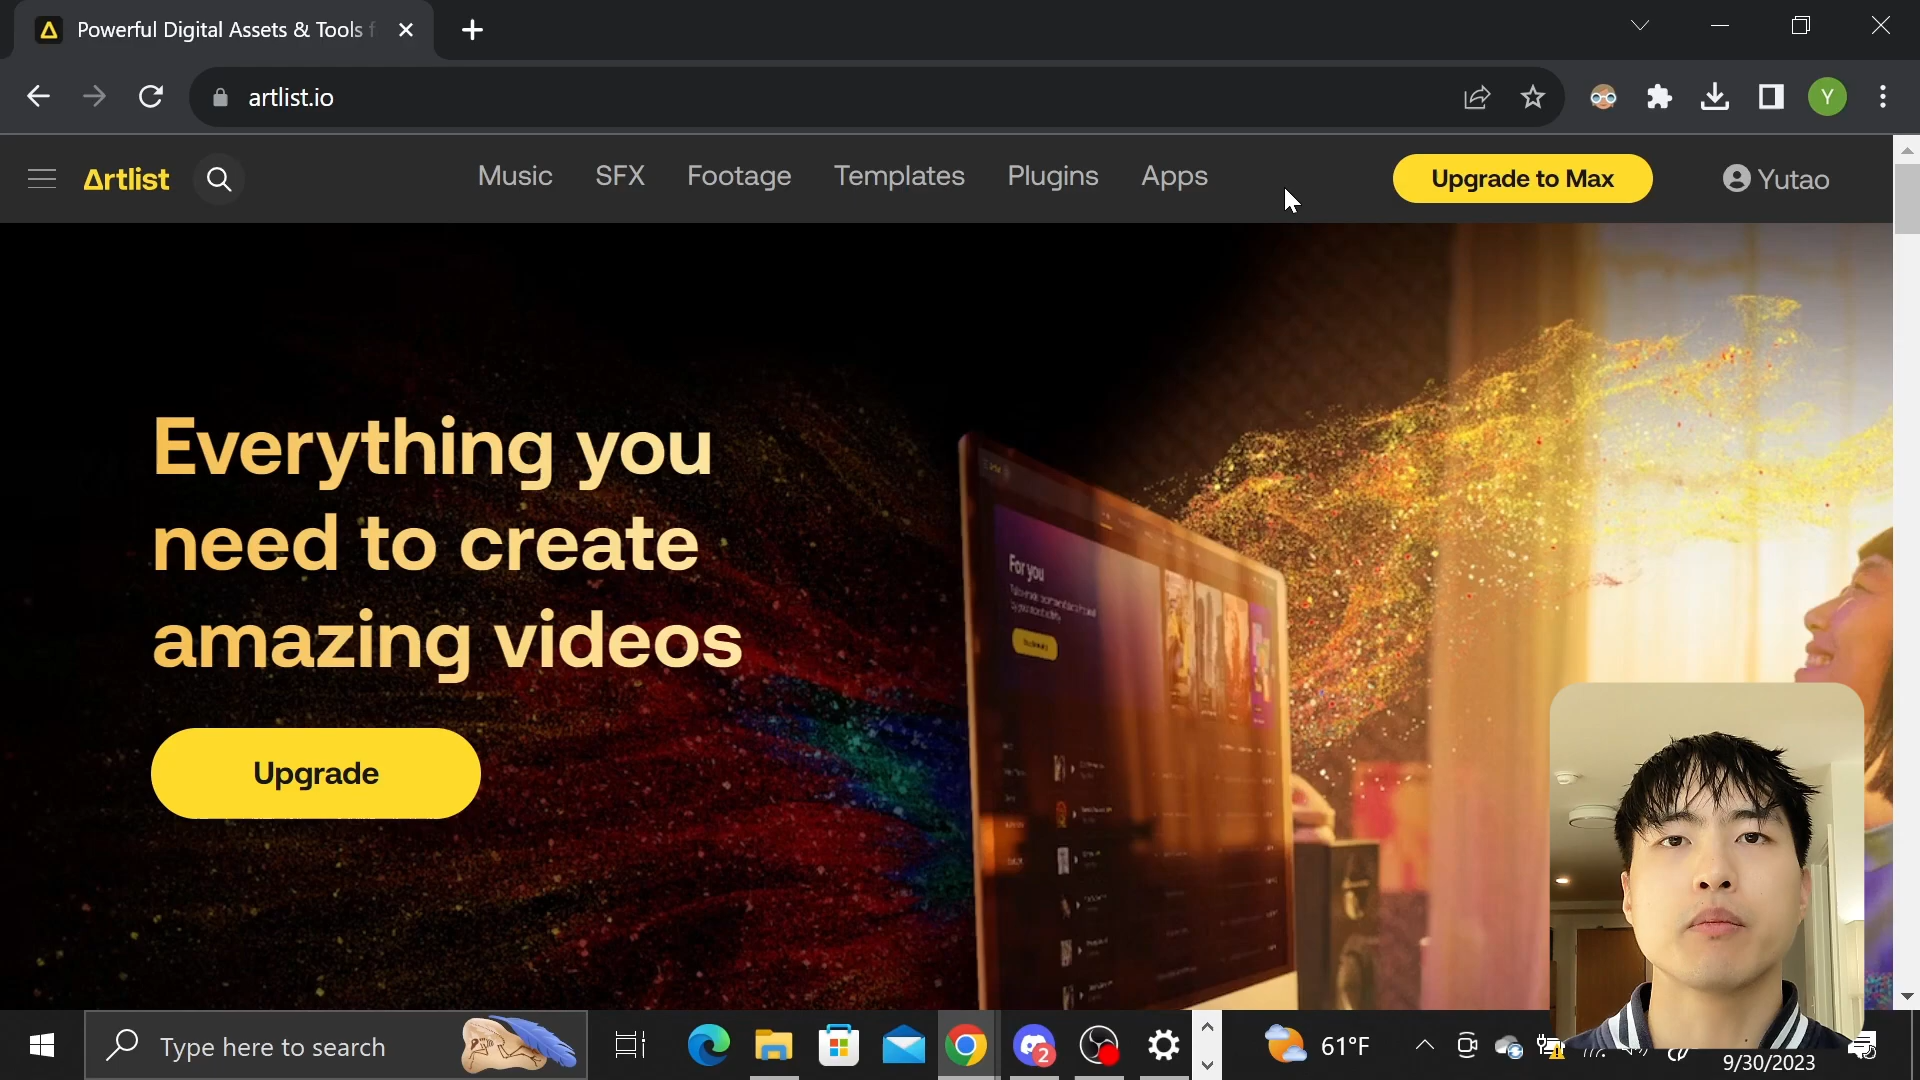 Powerful Digital Assets & Tools f
artlist.io
Y
Artlist
Music
SFX
Footage
Templates
Plugins
Apps
Upgrade to Max
Yutao
Everything you
need to create
amazing videos
Upgrade
For you
Type here to search
2
61°F
9/30/2023